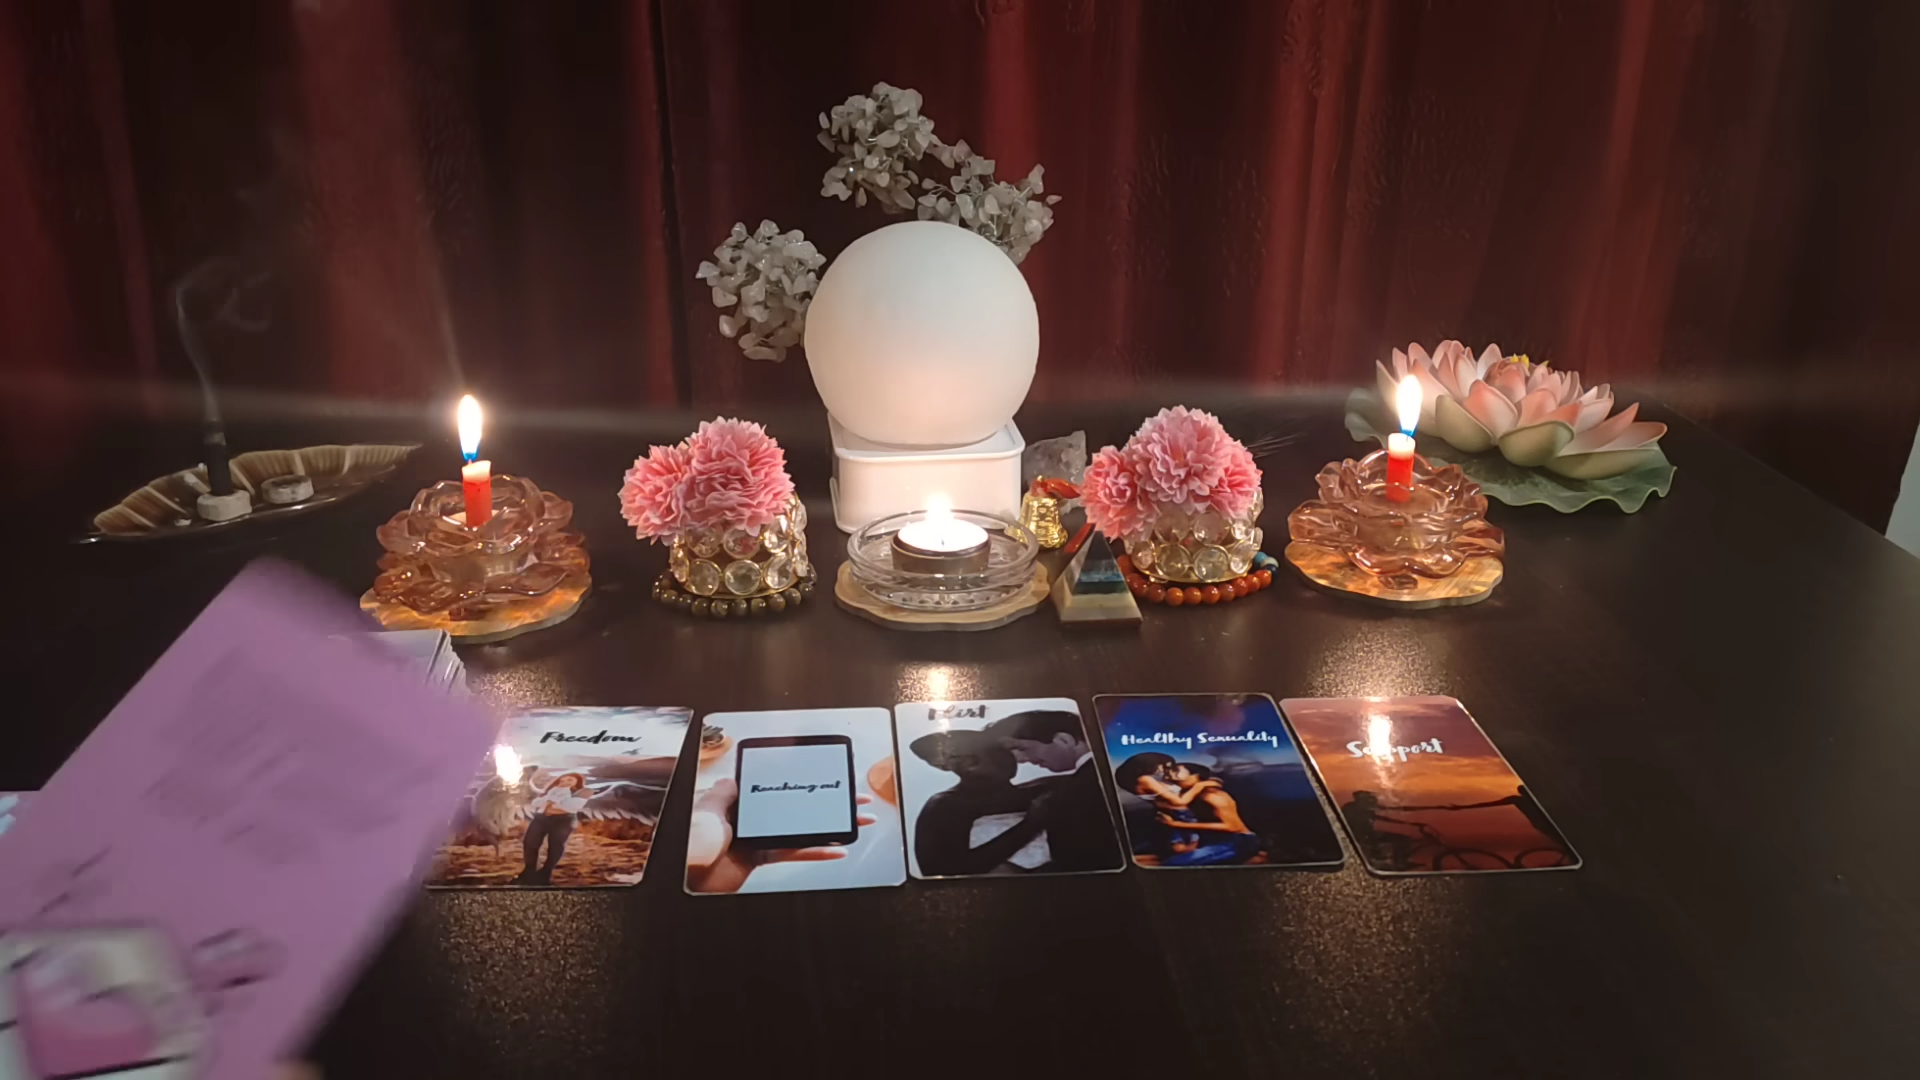 Freedom
Reaching out
Flirt
Healthy Sexuality
Support